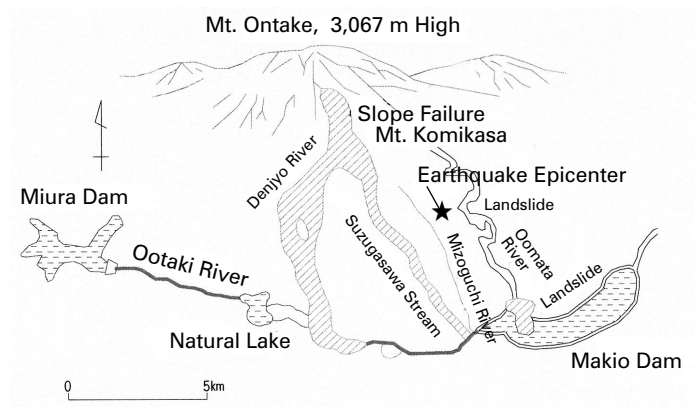 Mt. Ontake, 3,067 m High
Slope Failure
Mt. Komikasa
Denjyo River
Earthquake Epicenter
Miura Dam
Landslide
Oomata
River
Ootaki River
Suzugasawa Stream
Mizoguchi River
Landslide
Natural Lake
Makio Dam
0
5km